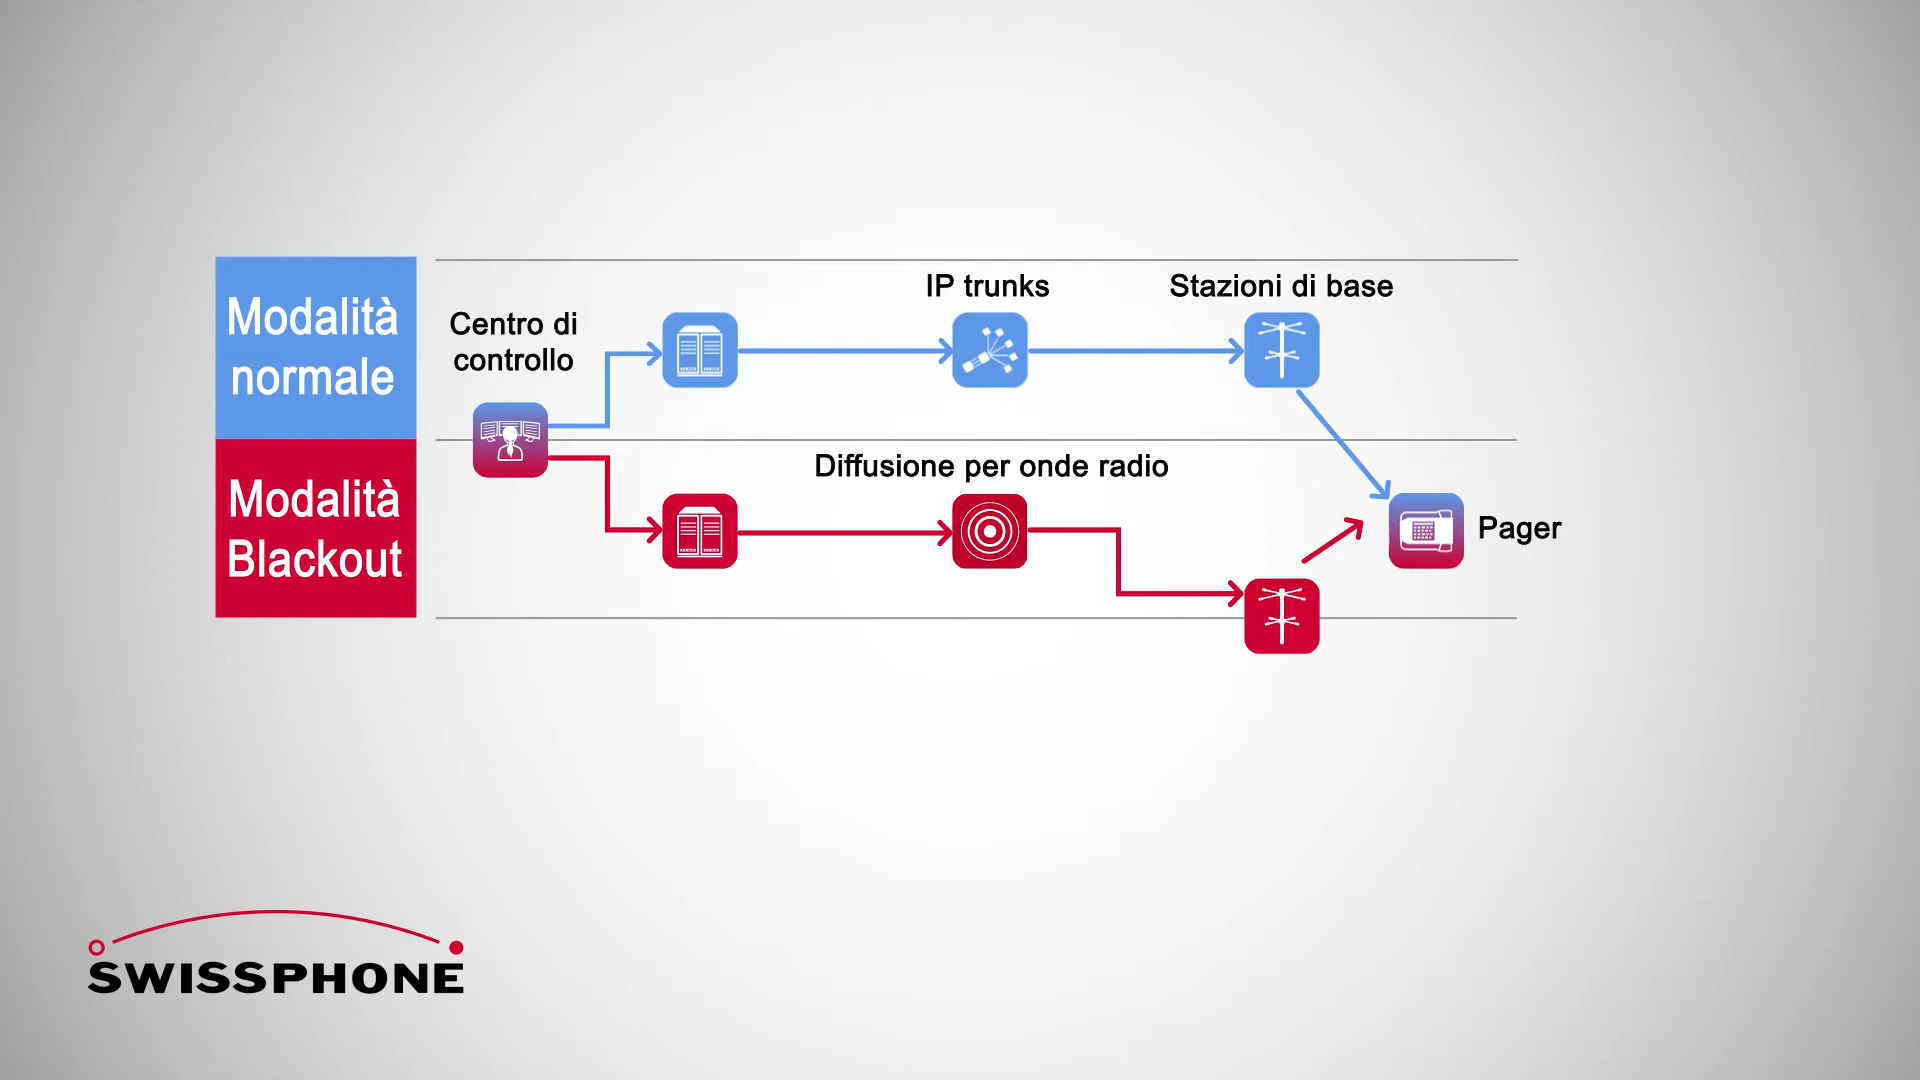 Modalità
normale
Centro di
controllo
IP trunks
Stazioni di base
Modalità
Blackout
Diffusione per onde radio
Pager
SWISSPHONE